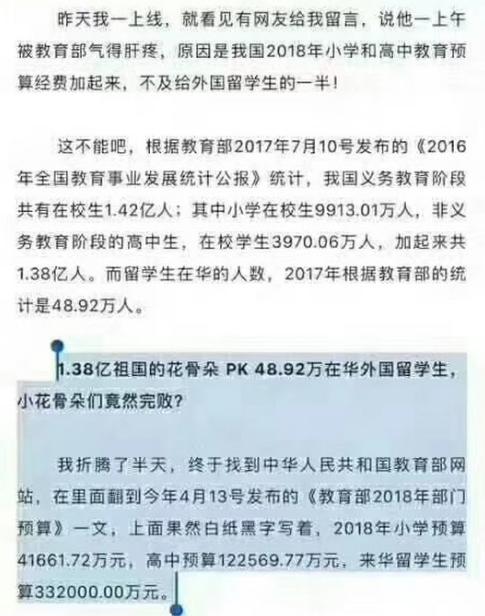 昨天我一上线，就看见有网友给我留言，说他一上午
被教育部气得肝疼，原因是我国2018年小学和高中教育预
算经费加起来，不及给外国留学生的一半！
这不能吧，根据教育部2017年7月10号发布的《2016
年全国教育事业发展统计公报》统计，我国义务教育阶段
共有在校生1.42亿人；其中小学在校生9913.01万人，非义
务教育阶段的高中生，在校学生3970.06万人，加起来共
1.38亿人。而留学生在华的人数，2017年根据教育部的统
计是48.92万人。
1.38亿祖国的花骨朵 PK 48.92万在华外国留学生，
小花骨朵们竟然完败？
我折腾了半天，终于找到中华人民共和国教育部网
站，在里面翻到今年4月13号发布的《教育部2018年部门
预算》一文，上面果然白纸黑字写着，2018年小学预算
41661.72万元，高中预算122569.77万元，来华留学生预
算332000.00万元。